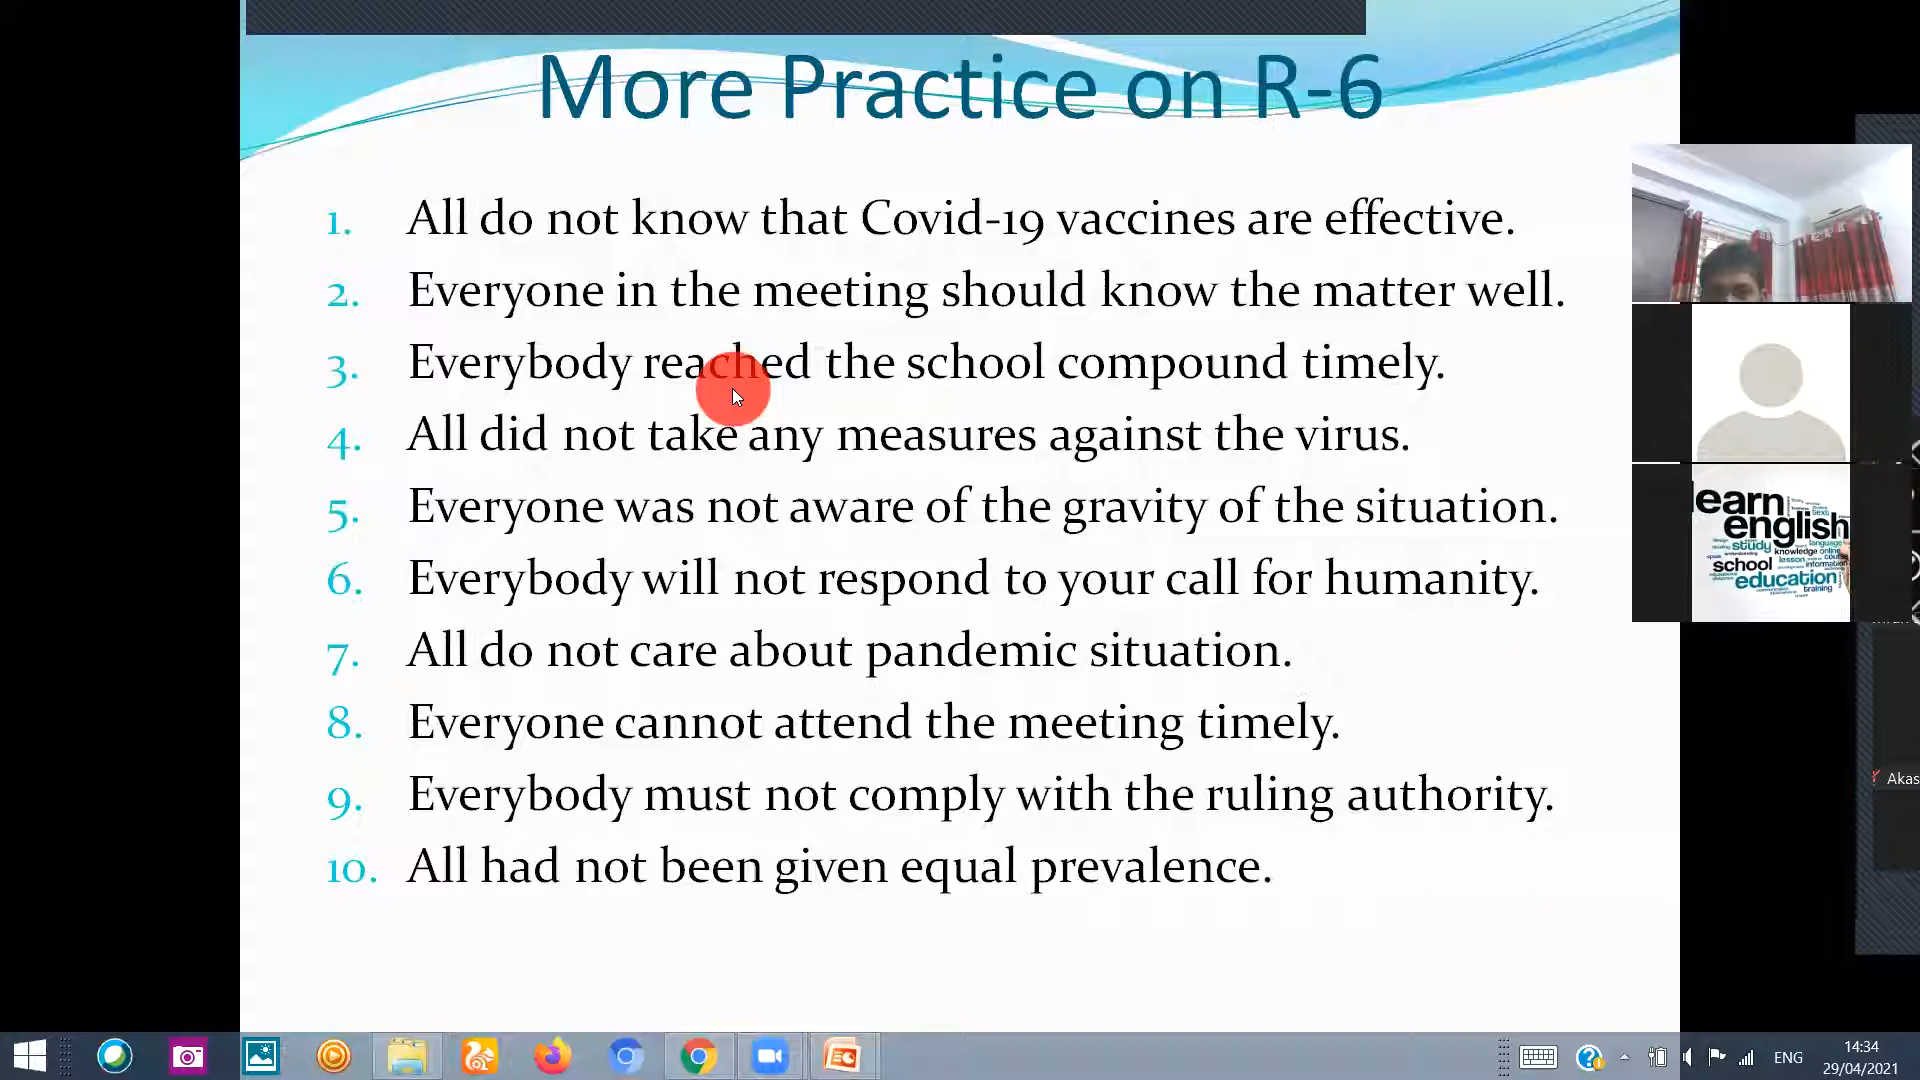 More Practice on R-6
1. All do not know that Covid-19 vaccines are effective.
2. Everyone in the meeting should know the matter well.
3. Everybody reached the school compound timely.
4. All did not take any measures against the virus.
5. Everyone was not aware of the gravity of the situation.
6. Everybody will not respond to your call for humanity.
7. All do not care about pandemic situation.
8. Everyone cannot attend the meeting timely.
9. Everybody must not comply with the ruling authority.
10. All had not been given equal prevalence.
learn
english
study
knowledge online
school
education
training
Akas
ENG
14:34
29/04/2021